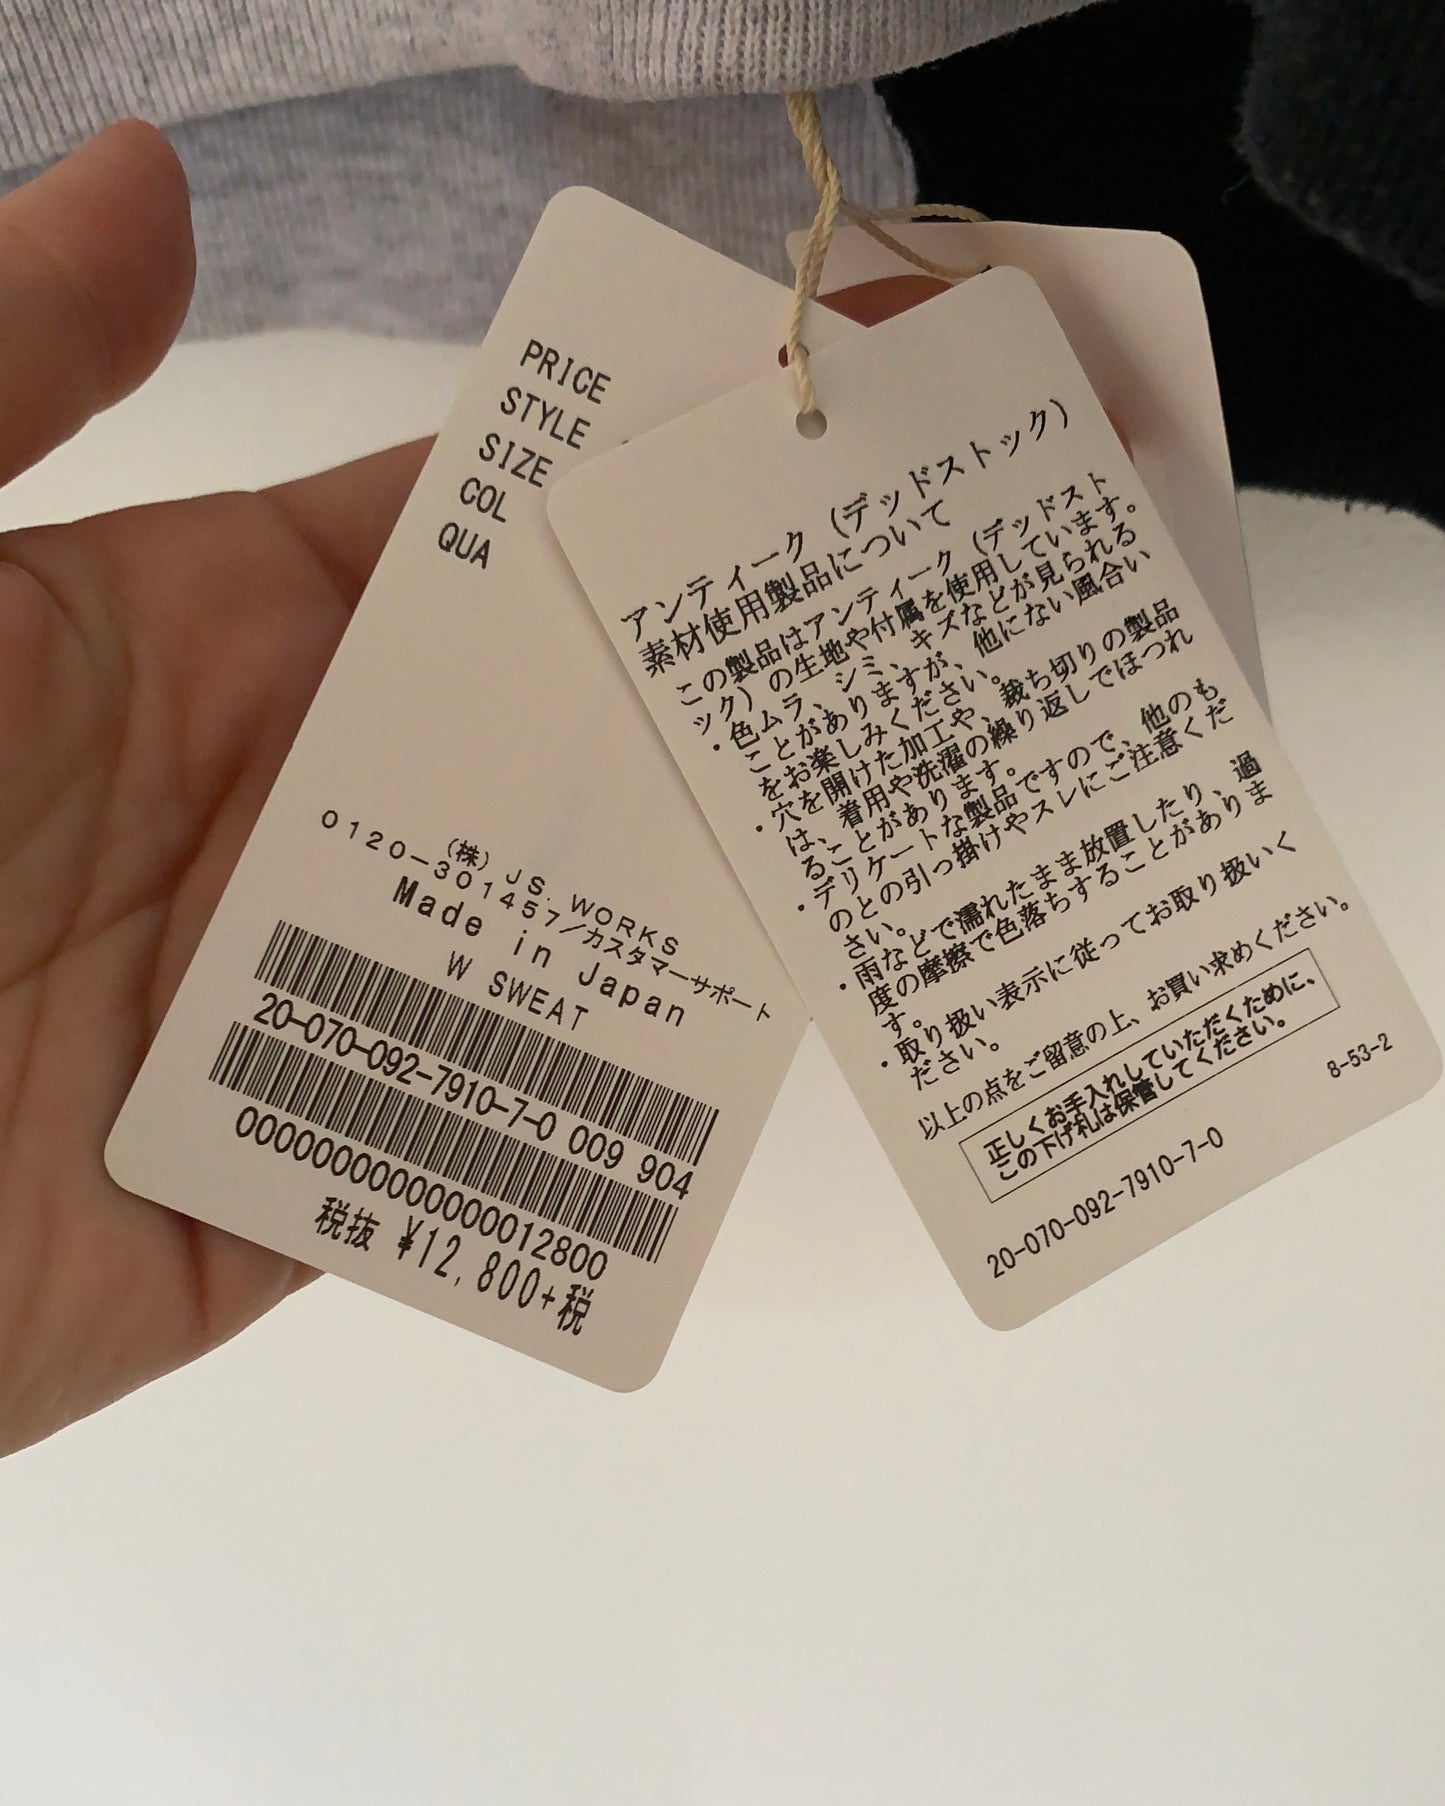 PRICE
STYLE
SIZE
COL
QUA
(株) JS. WORKS
0120-301457/カスタマーサポート
Made in Japan
W SWEAT
20-070-092-7910-7-0 009 904
0000000000000012800
税抜 ¥12,800+税
アンティーク (デッドストック)
素材使用製品について
この製品はアンティーク (デッドスト
ック) の生地や付属を使用しています。
・色ムラ、シミ、キズなどが見られる
ことがありますが、他にない風合い
をお楽しみください。
・穴を開けた加工や、裁ち切りの製品
は、着用や洗濯の繰り返しでほつれ
ることがあります。
・デリケートな製品ですので、他のも
のとの引っ掛けやスレにご注意くだ
さい。
・雨などで濡れたまま放置したり、過
度の摩擦で色落ちすることがありま
す。
・取り扱い表示に従ってお取り扱いく
ださい。
以上の点をご留意の上、お買い求めください。
正しくお手入れしていただくために、
この下げ札は保管してください。
8-53-2
20-070-092-7910-7-0